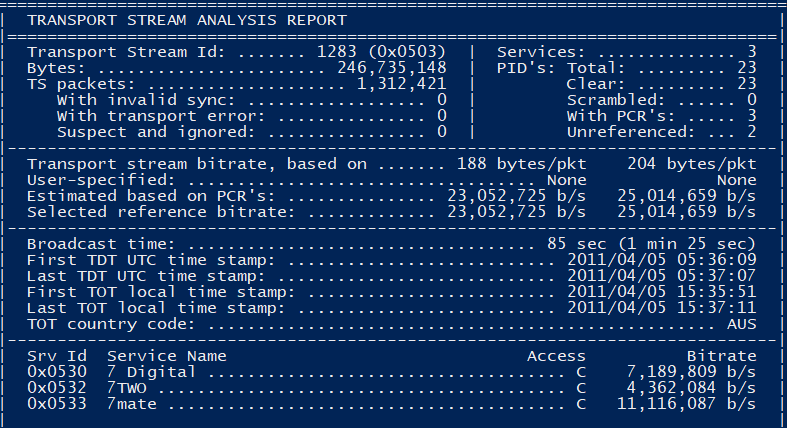 ===============================================================================
| TRANSPORT STREAM ANALYSIS REPORT |
|=============================================================================|
| Transport Stream Id: ....... 1283 (0x0503) | Services: .............. 3 |
| Bytes: ....................... 246,735,148 | PID's: Total: ......... 23 |
| TS packets: .................... 1,312,421 | Clear: ......... 23 |
| With invalid sync: .................. 0 | Scrambled: ...... 0 |
| With transport error: ............... 0 | With PCR's: ..... 3 |
| Suspect and ignored: ................ 0 | Unreferenced: ... 2 |
|-----------------------------------------------------------------------------|
| Transport stream bitrate, based on ....... 188 bytes/pkt 204 bytes/pkt |
| User-specified: ................................... None None |
| Estimated based on PCR's: ............... 23,052,725 b/s 25,014,659 b/s |
| Selected reference bitrate: ............. 23,052,725 b/s 25,014,659 b/s |
|-----------------------------------------------------------------------------|
| Broadcast time: ................................... 85 sec (1 min 25 sec) |
| First TDT UTC time stamp: ........................... 2011/04/05 05:36:09 |
| Last TDT UTC time stamp: ............................ 2011/04/05 05:37:07 |
| First TOT local time stamp: ......................... 2011/04/05 15:35:51 |
| Last TOT local time stamp: .......................... 2011/04/05 15:37:11 |
| TOT country code: ................................................... AUS |
|-----------------------------------------------------------------------------|
| Srv Id Service Name Access Bitrate |
| 0x0530 7 Digital .................................... C 7,189,809 b/s |
| 0x0532 7TWO ......................................... C 4,362,084 b/s |
| 0x0533 7mate ........................................ C 11,116,087 b/s |